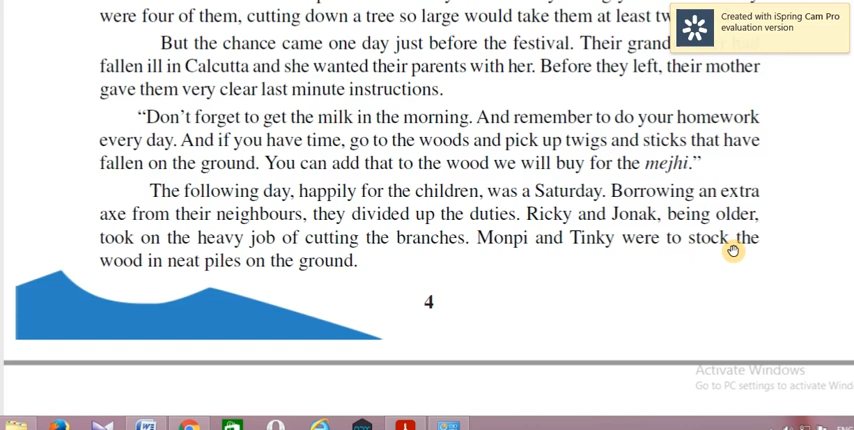 were four of them, cutting down a tree so large would take them at least
Created with iSpring Cam Pro
evaluation version
But the chance came one day just before the festival. Their
fallen ill in Calcutta and she wanted their parents with her. Before they left, their mother
gave them very clear last minute instructions.
“Don’t forget to get the milk in the morning. And remember to do your homework
every day. And if you have time, go to the woods and pick up twigs and sticks that have
fallen on the ground. You can add that to the wood we will buy for the mejhi.”
The following day, happily for the children, was a Saturday. Borrowing an extra
axe from their neighbours, they divided up the duties. Ricky and Jonak, being older,
took on the heavy job of cutting the branches. Monpi and Tinky were to stock the
wood in neat piles on the ground.
4
Activate Windows
Go to PC settings to activate